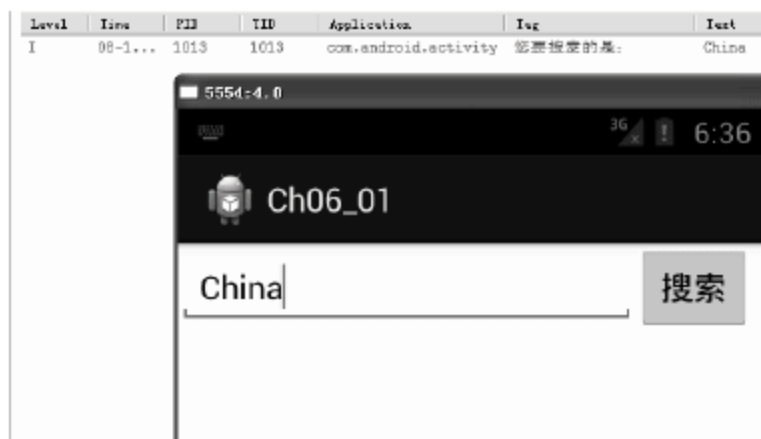 Level Time PID TID Application Tag Text
I 08-1... 1013 1013 com.android.activity 您要搜索的是: China
5554:4.0
3G 6:36
Ch06_01
China 搜索